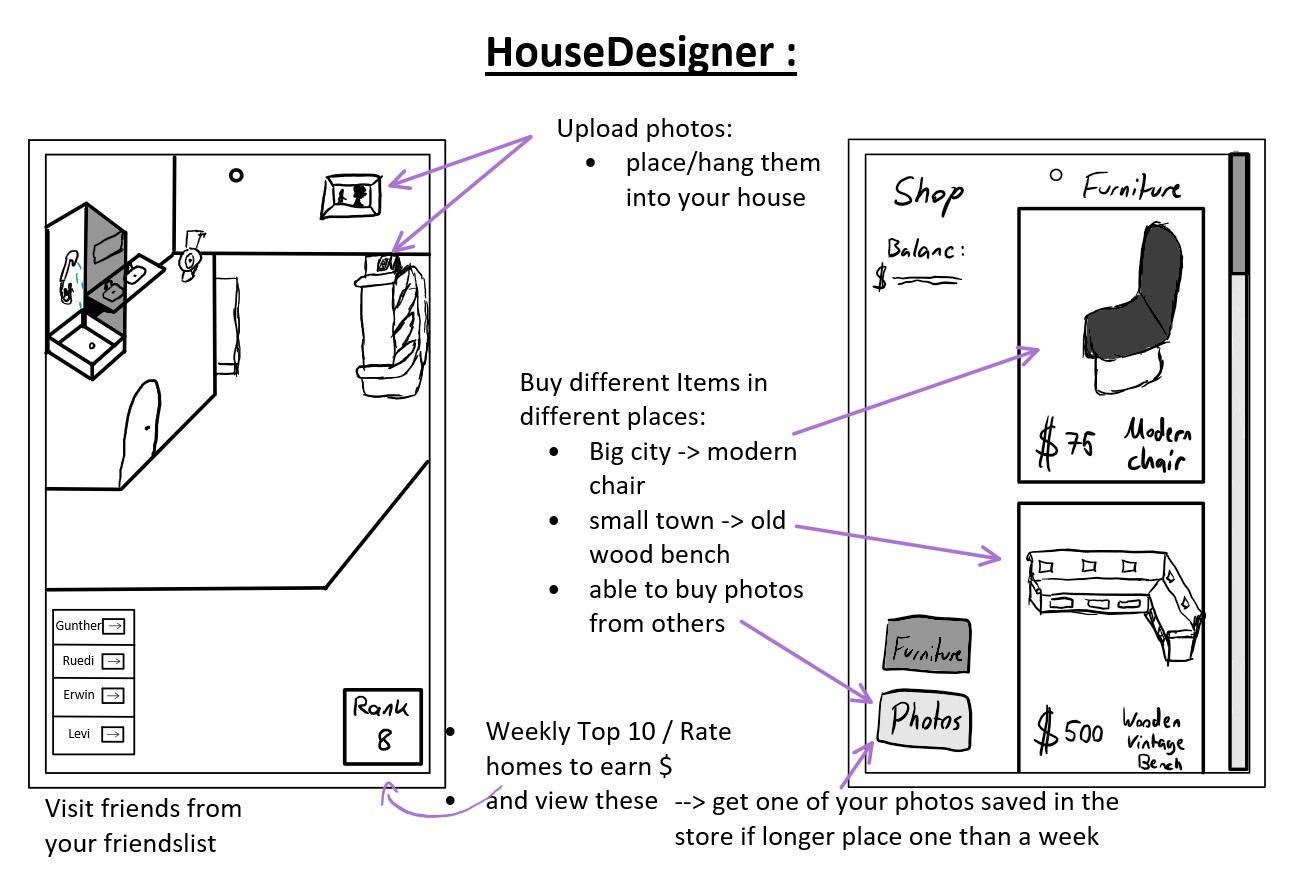 HouseDesigner :
Upload photos:
• place/hang them
into your house
Buy different Items in
different places:
• Big city -> modern
chair
• small town -> old
wood bench
• able to buy photos
from others
Gunther
Ruedi
Erwin
Levi
Rank
8
Visit friends from
your friendslist
• Weekly Top 10 / Rate
homes to earn $
• and view these
--> get one of your photos saved in the
store if longer place one than a week
Shop
Balanc:
$
Furniture
$ 75
Modern
chair
$ 500
Wooden
Vintage
Bench
Furniture
Photos